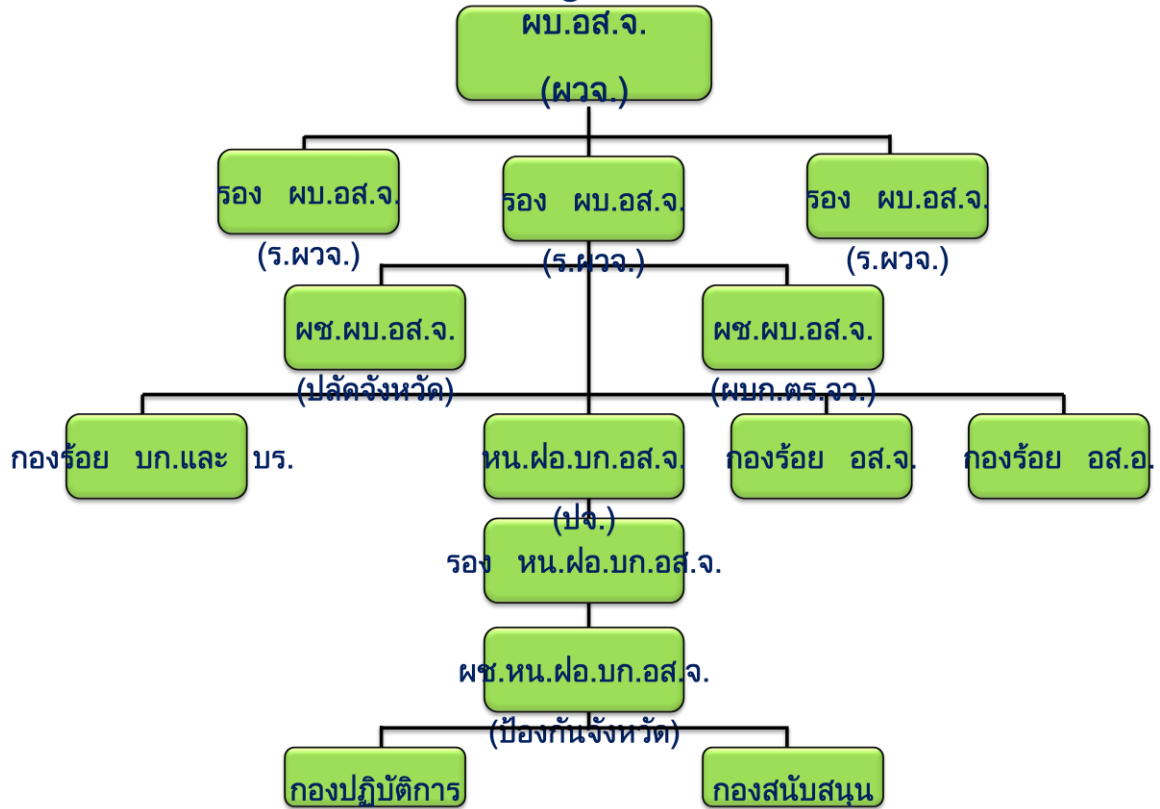 ผบ.อส.จ.
(ผวจ.)
รอง ผบ.อส.จ.
(ร.ผวจ.)
รอง ผบ.อส.จ.
(ร.ผวจ.)
รอง ผบ.อส.จ.
(ร.ผวจ.)
ผช.ผบ.อส.จ.
(ปลัดจังหวัด)
ผช.ผบ.อส.จ.
(ผบก.ตร.จว.)
กองร้อย บก.และ บร.
หน.ฝอ.บก.อส.จ.
(ปจ.)
กองร้อย อส.จ.
กองร้อย อส.อ.
รอง หน.ฝอ.บก.อส.จ.
ผช.หน.ฝอ.บก.อส.จ.
(ป้องกันจังหวัด)
กองปฏิบัติการ
กองสนับสนุน